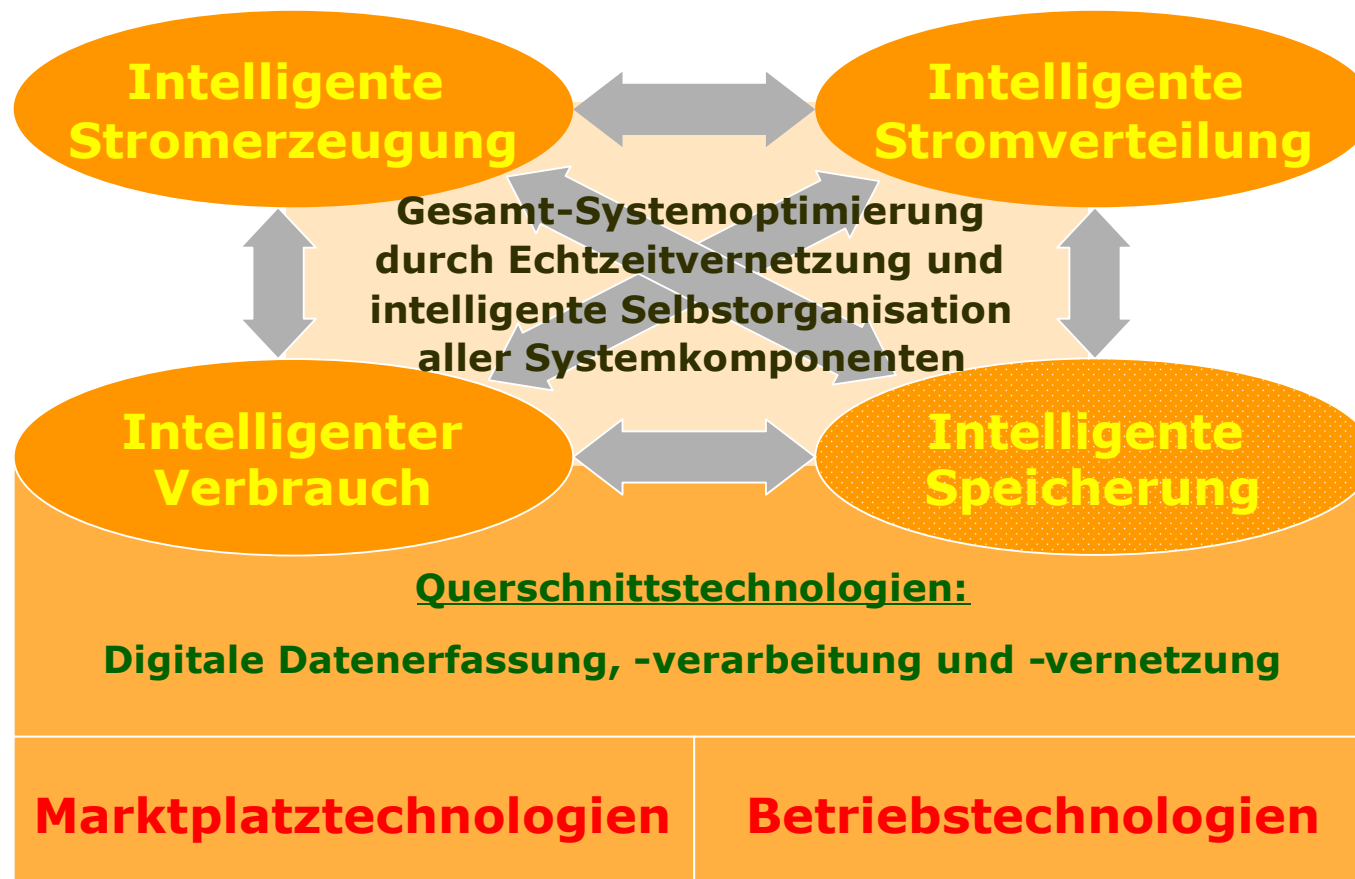 Intelligente
Stromerzeugung
Intelligente
Stromverteilung
Gesamt-Systemoptimierung
durch Echtzeitvernetzung und
intelligente Selbstorganisation
aller Systemkomponenten
Intelligenter
Verbrauch
Intelligente
Speicherung
Querschnittstechnologien:
Digitale Datenerfassung, -verarbeitung und -vernetzung
Marktplatztechnologien
Betriebstechnologien